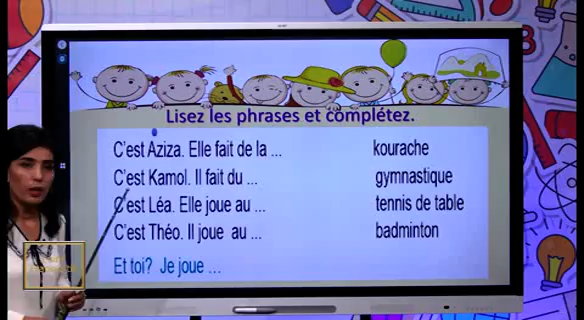 Lisez les phrases et complétez.
C'est Aziza. Elle fait de la ... kourache
C'est Kamol. Il fait du ... gymnastique
C'est Léa. Elle joue au ... tennis de table
C'est Théo. Il joue au ... badminton
Et toi? Je joue ...